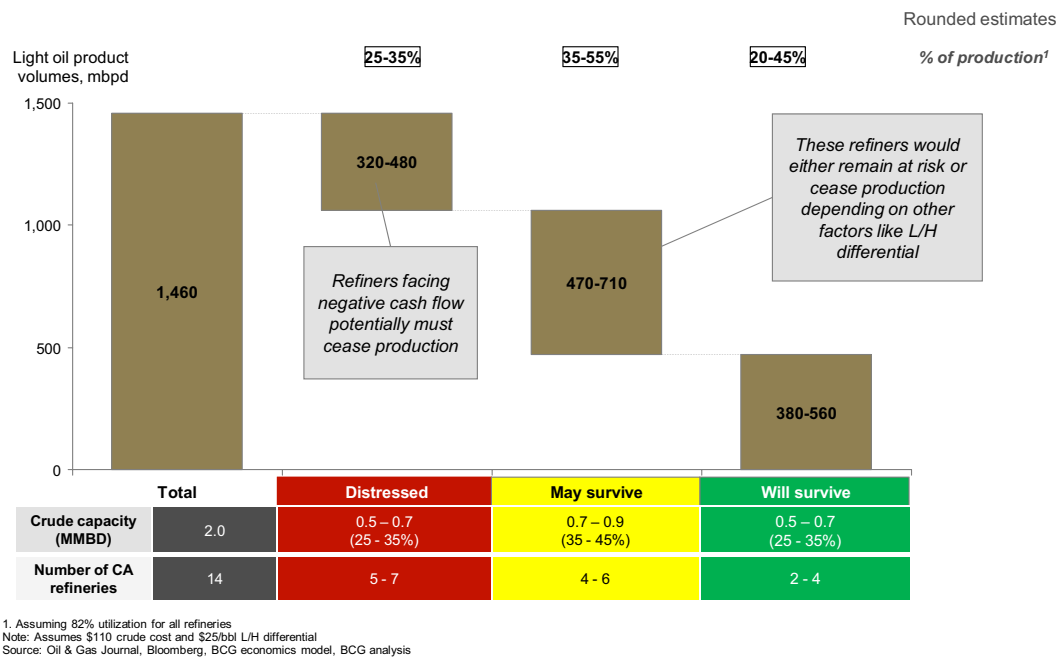 Rounded estimates
Light oil product
volumes, mbpd
25-35%
35-55%
20-45%
% of production1
1,500
1,000
500
0
1,460
320-480
470-710
380-560
Refiners facing
negative cash flow
potentially must
cease production
These refiners would
either remain at risk or
cease production
depending on other
factors like L/H
differential
Total
Distressed
May survive
Will survive
Crude capacity
(MMBD)
2.0
0.5 – 0.7
(25 - 35%)
0.7 – 0.9
(35 - 45%)
0.5 – 0.7
(25 - 35%)
Number of CA
refineries
14
5 - 7
4 - 6
2 - 4
1. Assuming 82% utilization for all refineries
Note: Assumes $110 crude cost and $25/bbl L/H differential
Source: Oil & Gas Journal, Bloomberg, BCG economics model, BCG analysis